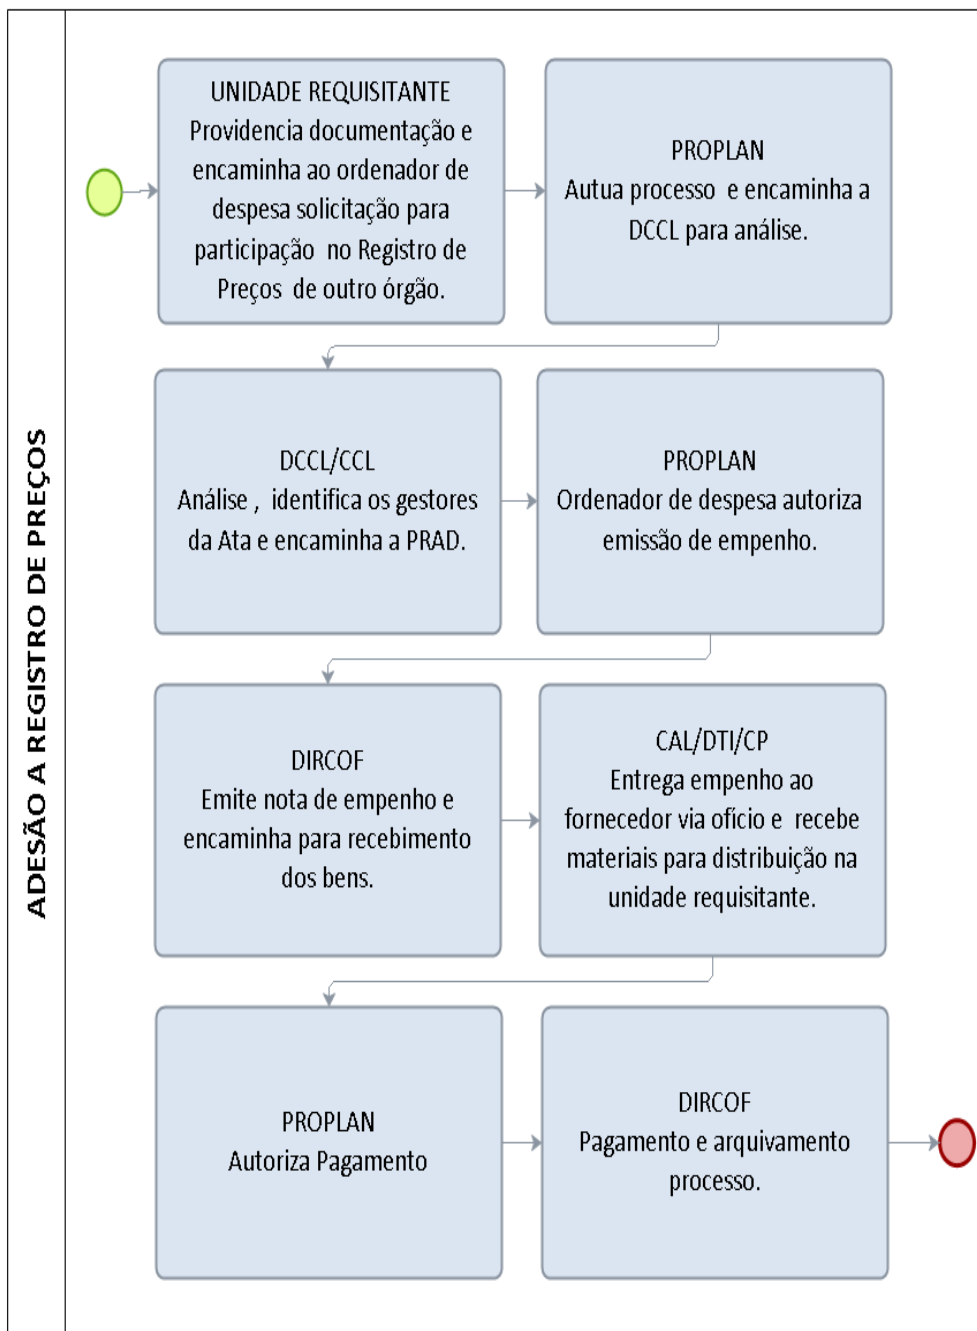 ADESÃO A REGISTRO DE PREÇOS
UNIDADE REQUISITANTE
Providencia documentação e
encaminha ao ordenador de
despesa solicitação para
participação no Registro de
Preços de outro órgão.
PROPLAN
Autua processo e encaminha a
DCCL para análise.
DCCL/CCL
Análise , identifica os gestores
da Ata e encaminha a PRAD.
PROPLAN
Ordenador de despesa autoriza
emissão de empenho.
DIRCOF
Emite nota de empenho e
encaminha para recebimento
dos bens.
CAL/DTI/CP
Entrega empenho ao
fornecedor via ofício e recebe
materiais para distribuição na
unidade requisitante.
PROPLAN
Autoriza Pagamento
DIRCOF
Pagamento e arquivamento
processo.